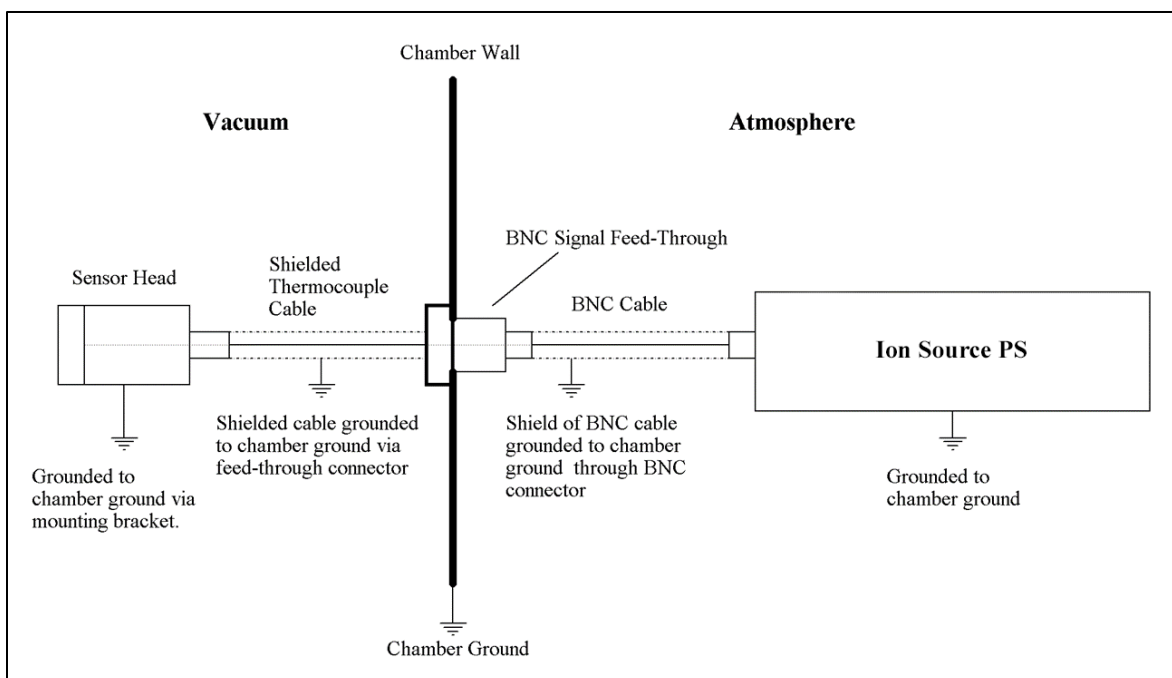 Chamber Wall
Vacuum
Atmosphere
BNC Signal Feed-Through
Sensor Head
Shielded
Thermocouple
Cable
BNC Cable
Ion Source PS
Grounded to
chamber ground via
mounting bracket.
Shielded cable grounded
to chamber ground via
feed-through connector
Shield of BNC cable
grounded to chamber
ground through BNC
connector
Grounded to
chamber ground
Chamber Ground